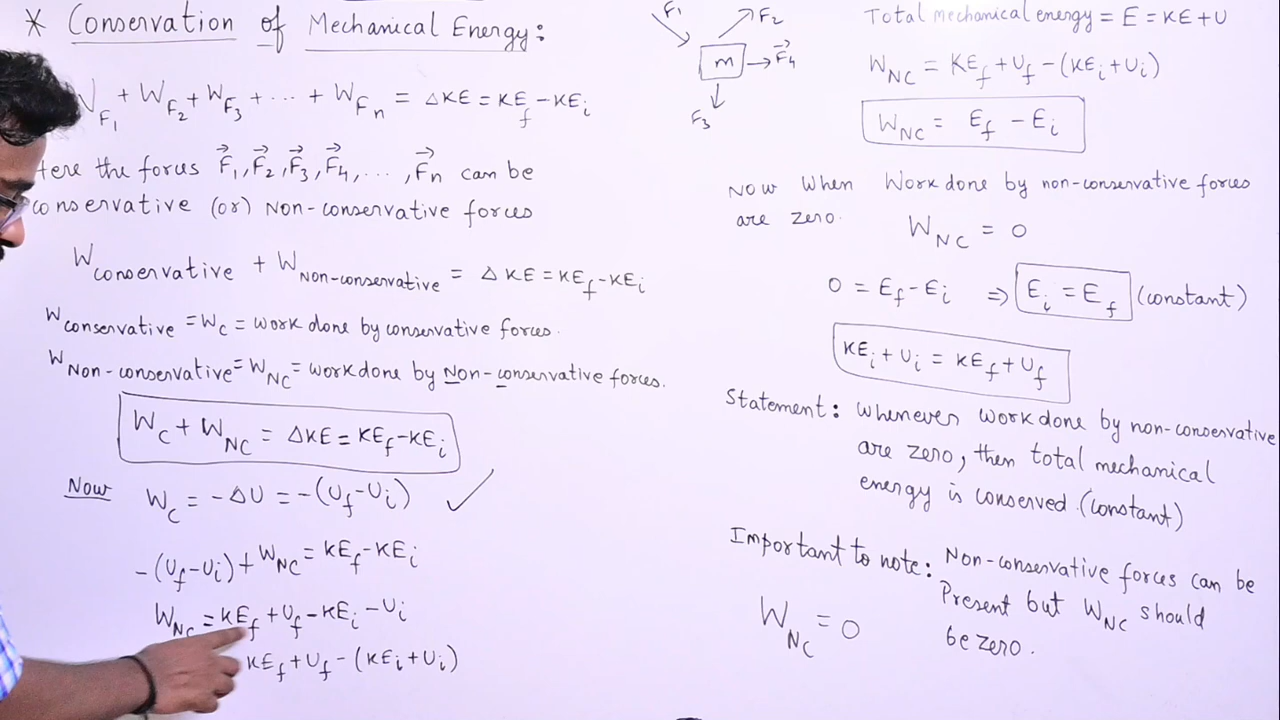 * Conservation of Mechanical Energy:
F₁ + W_F₂ + W_F₃ + ... + W_Fn = ΔKE = KE_f - KE_i
the forces F⃗₁, F⃗₂, F⃗₃, F⃗₄, ..., F⃗n can be
conservative (or) Non-conservative forces
W_conservative + W_Non-conservative = ΔKE = KE_f - KE_i
W_conservative = W_C = work done by conservative forces.
W_Non-conservative = W_NC = work done by Non-conservative forces.
W_C + W_NC = ΔKE = KE_f - KE_i
Now W_C = -ΔU = -(U_f - U_i) ✓
-(U_f - U_i) + W_NC = KE_f - KE_i
W_NC = KE_f + U_f - KE_i - U_i
KE_f + U_f - (KE_i + U_i)
F₁
F₂
m
F⃗₄
F₃
Total mechanical energy = E = KE + U
W_NC = KE_f + U_f - (KE_i + U_i)
W_NC = E_f - E_i
Now when Work done by non-conservative forces
are zero. W_NC = 0
0 = E_f - E_i ⇒ E_i = E_f (constant)
KE_i + U_i = KE_f + U_f
Statement: Whenever work done by non-conservative
are zero, then total mechanical
energy is conserved. (constant)
Important to note: Non-conservative forces can be
Present but W_NC should
be zero.
W_NC = 0